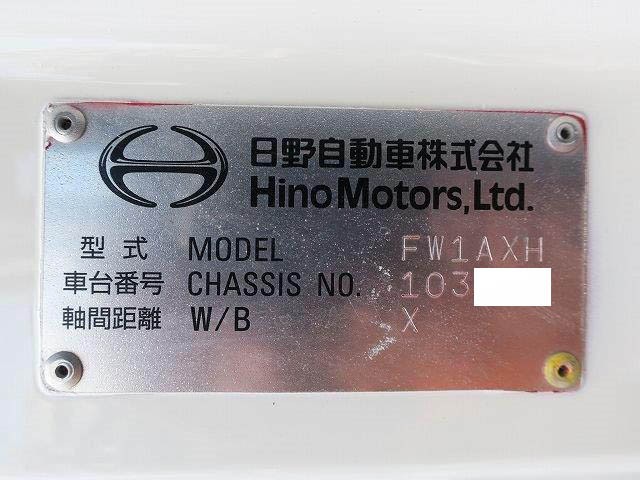 日野自動車株式会社
Hino Motors, Ltd.
型式 MODEL FW1AXH
車台番号 CHASSIS NO. 103
軸間距離 W/B X